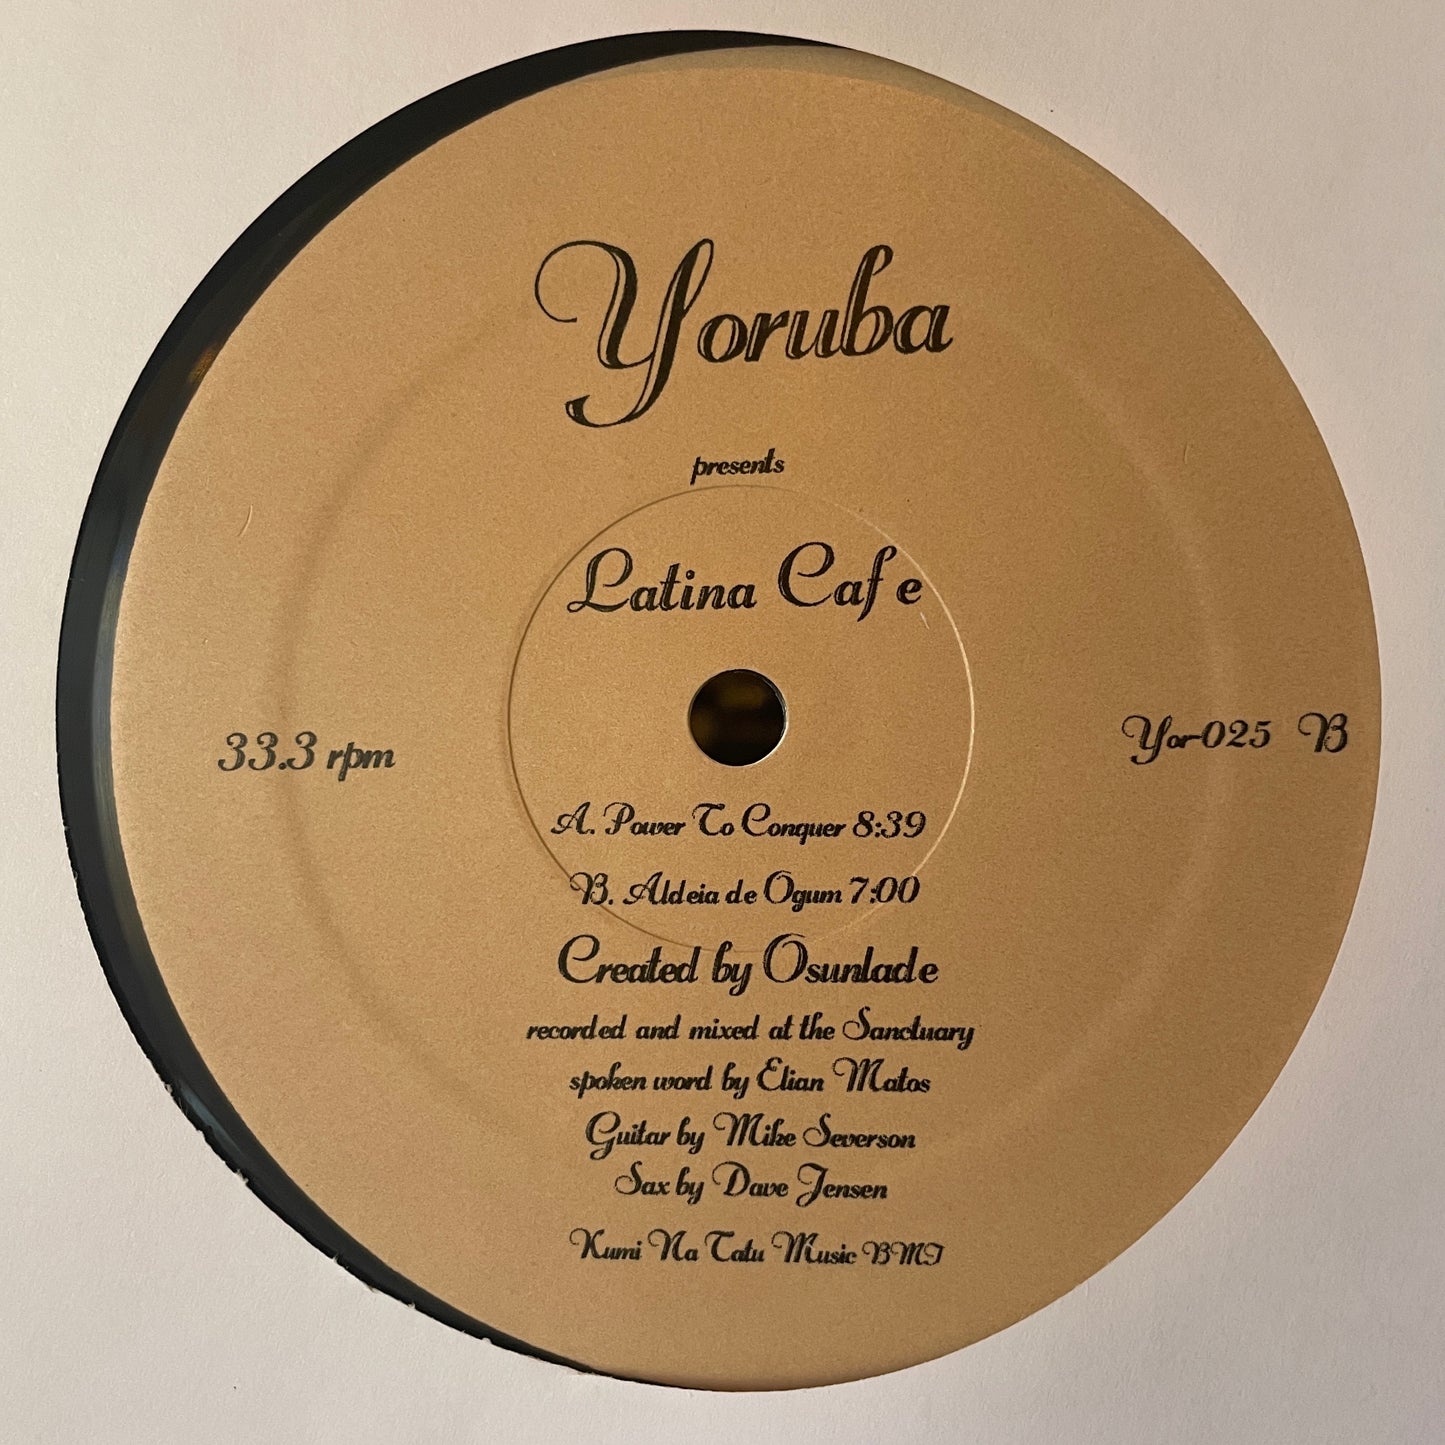 Yoruba
presents
Latina Cafe
33.3 rpm
Yor-025 B
A. Power To Conquer 8:39
B. Aldeia de Ogum 7:00
Created by Osunlade
recorded and mixed at the Sanctuary
spoken word by Elian Matos
Guitar by Mike Severson
Sax by Dave Jensen
Kumi Na Tatu Music BMI